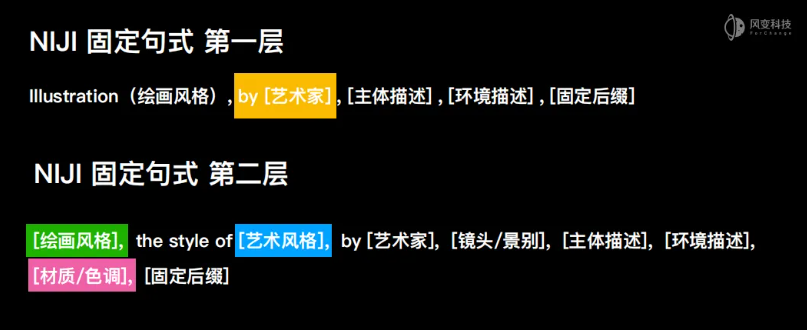 风变科技
ForChange
NIJI 固定句式 第一层
Illustration（绘画风格）, by [艺术家] , [主体描述] , [环境描述] , [固定后缀]
NIJI 固定句式 第二层
[绘画风格], the style of [艺术风格], by [艺术家], [镜头/景别], [主体描述], [环境描述],
[材质/色调], [固定后缀]